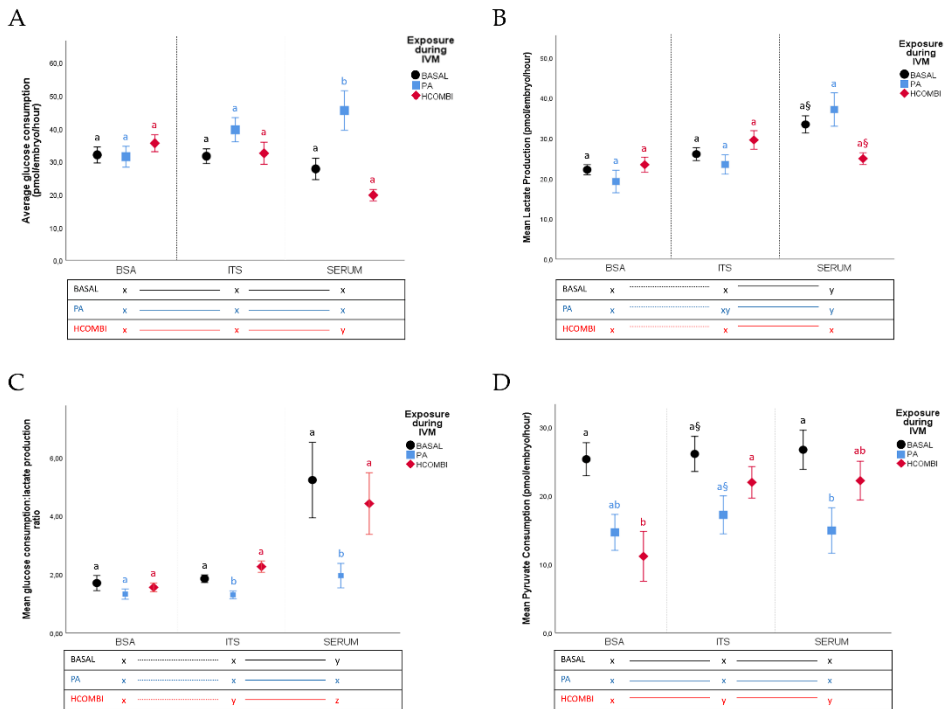 A
Exposure
during
IVM
BASAL
PA
HCOMBI
Average glucose consumption
(pmol/embryo/hour)
60,0
50,0
40,0
30,0
20,0
10,0
,0
a
a
a
a
a
a
a
b
a
BSA
ITS
SERUM
BASAL x x x
PA x x x
HCOMBI x x y
B
Exposure
during
IVM
BASAL
PA
HCOMBI
Mean Lactate Production (pmol/embryo/hour)
50,0
40,0
30,0
20,0
10,0
,0
a
a
a
a
a
a
a§
a
a§
BSA
ITS
SERUM
BASAL x x y
PA x xy y
HCOMBI x x x
C
Exposure
during
IVM
BASAL
PA
HCOMBI
Mean glucose consumption:lactate production
ratio
6,00
4,00
2,00
0,00
a
a
a
a
b
a
a
b
a
BSA
ITS
SERUM
BASAL x x y
PA x x x
HCOMBI x y z
D
Exposure
during
IVM
BASAL
PA
HCOMBI
Mean Pyruvate Consumption (pmol/embryo/hour)
30,0
20,0
10,0
,0
a
ab
b
a§
a§
a
a
b
ab
BSA
ITS
SERUM
BASAL x x x
PA x x x
HCOMBI x y y